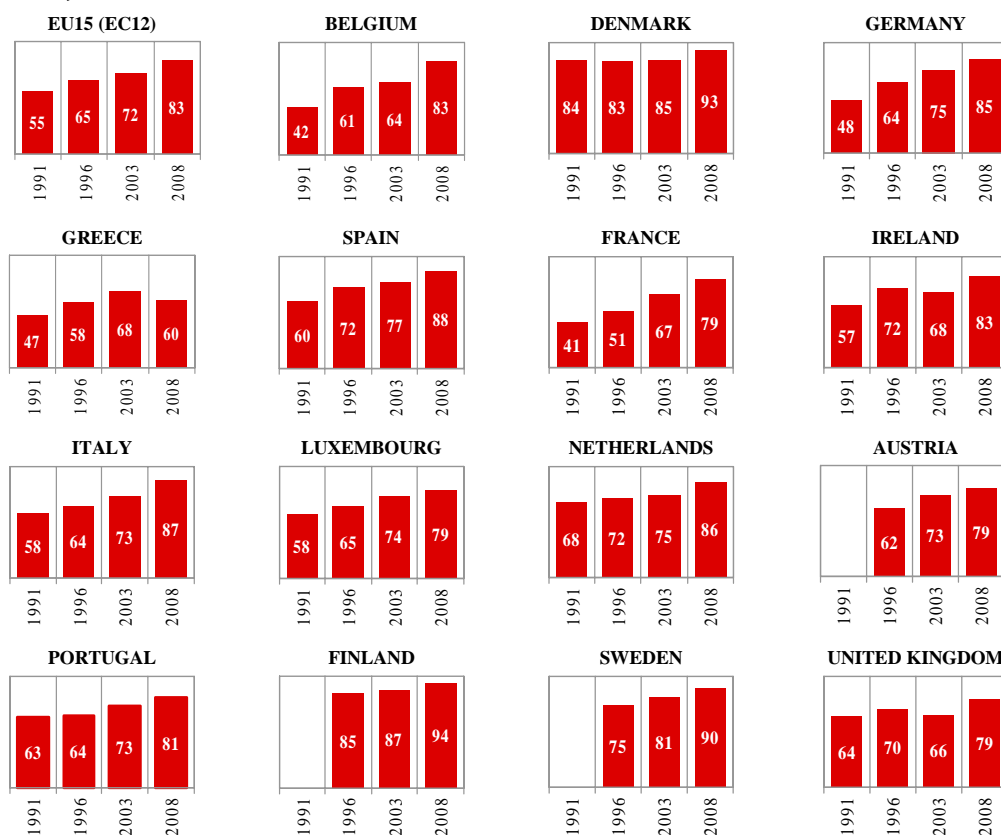 EU15 (EC12) BELGIUM DENMARK GERMANY
55 65 72 83 42 61 64 83 84 83 85 93 48 64 75 85
1991 1996 2003 2008 1991 1996 2003 2008 1991 1996 2003 2008 1991 1996 2003 2008
GREECE SPAIN FRANCE IRELAND
47 58 68 60 60 72 77 88 41 51 67 79 57 72 68 83
1991 1996 2003 2008 1991 1996 2003 2008 1991 1996 2003 2008 1991 1996 2003 2008
ITALY LUXEMBOURG NETHERLANDS AUSTRIA
58 64 73 87 58 65 74 79 68 72 75 86 62 73 79
1991 1996 2003 2008 1991 1996 2003 2008 1991 1996 2003 2008 1991 1996 2003 2008
PORTUGAL FINLAND SWEDEN UNITED KINGDOM
63 64 73 81 85 87 94 75 81 90 64 70 66 79
1991 1996 2003 2008 1991 1996 2003 2008 1991 1996 2003 2008 1991 1996 2003 2008